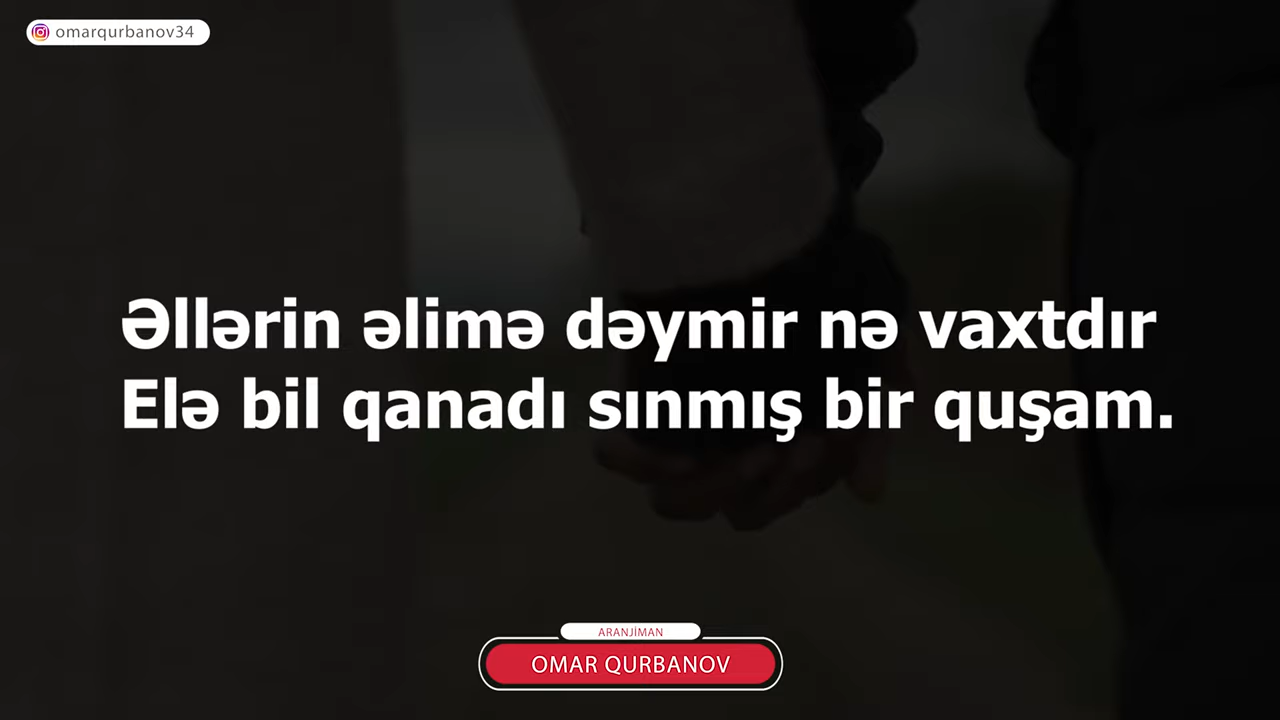 omarqurbanov34
Əllərin əlimə dəymir nə vaxtdır
Elə bil qanadı sınmış bir quşam.
ARANJİMAN
OMAR QURBANOV